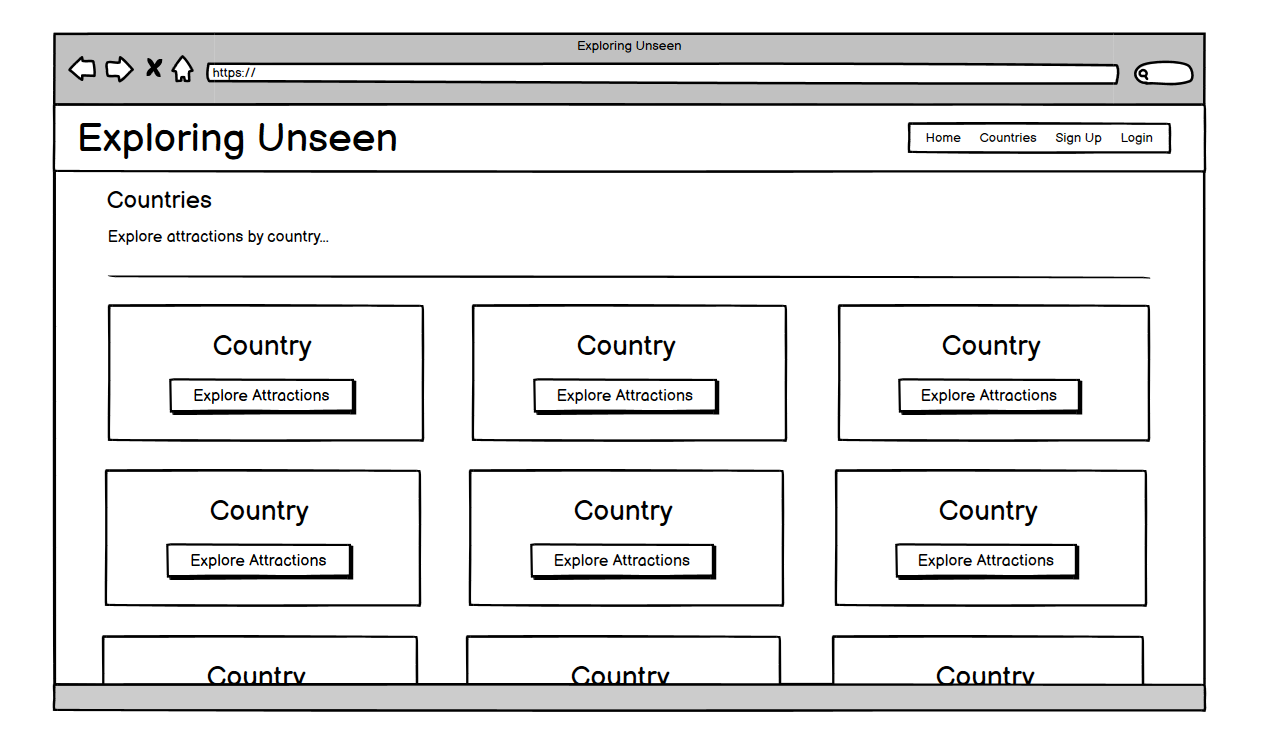 Exploring Unseen
https://
Exploring Unseen
Home Countries Sign Up Login
Countries
Explore attractions by country...
Country Country Country
Explore Attractions Explore Attractions Explore Attractions
Country Country Country
Explore Attractions Explore Attractions Explore Attractions
Country Country Country